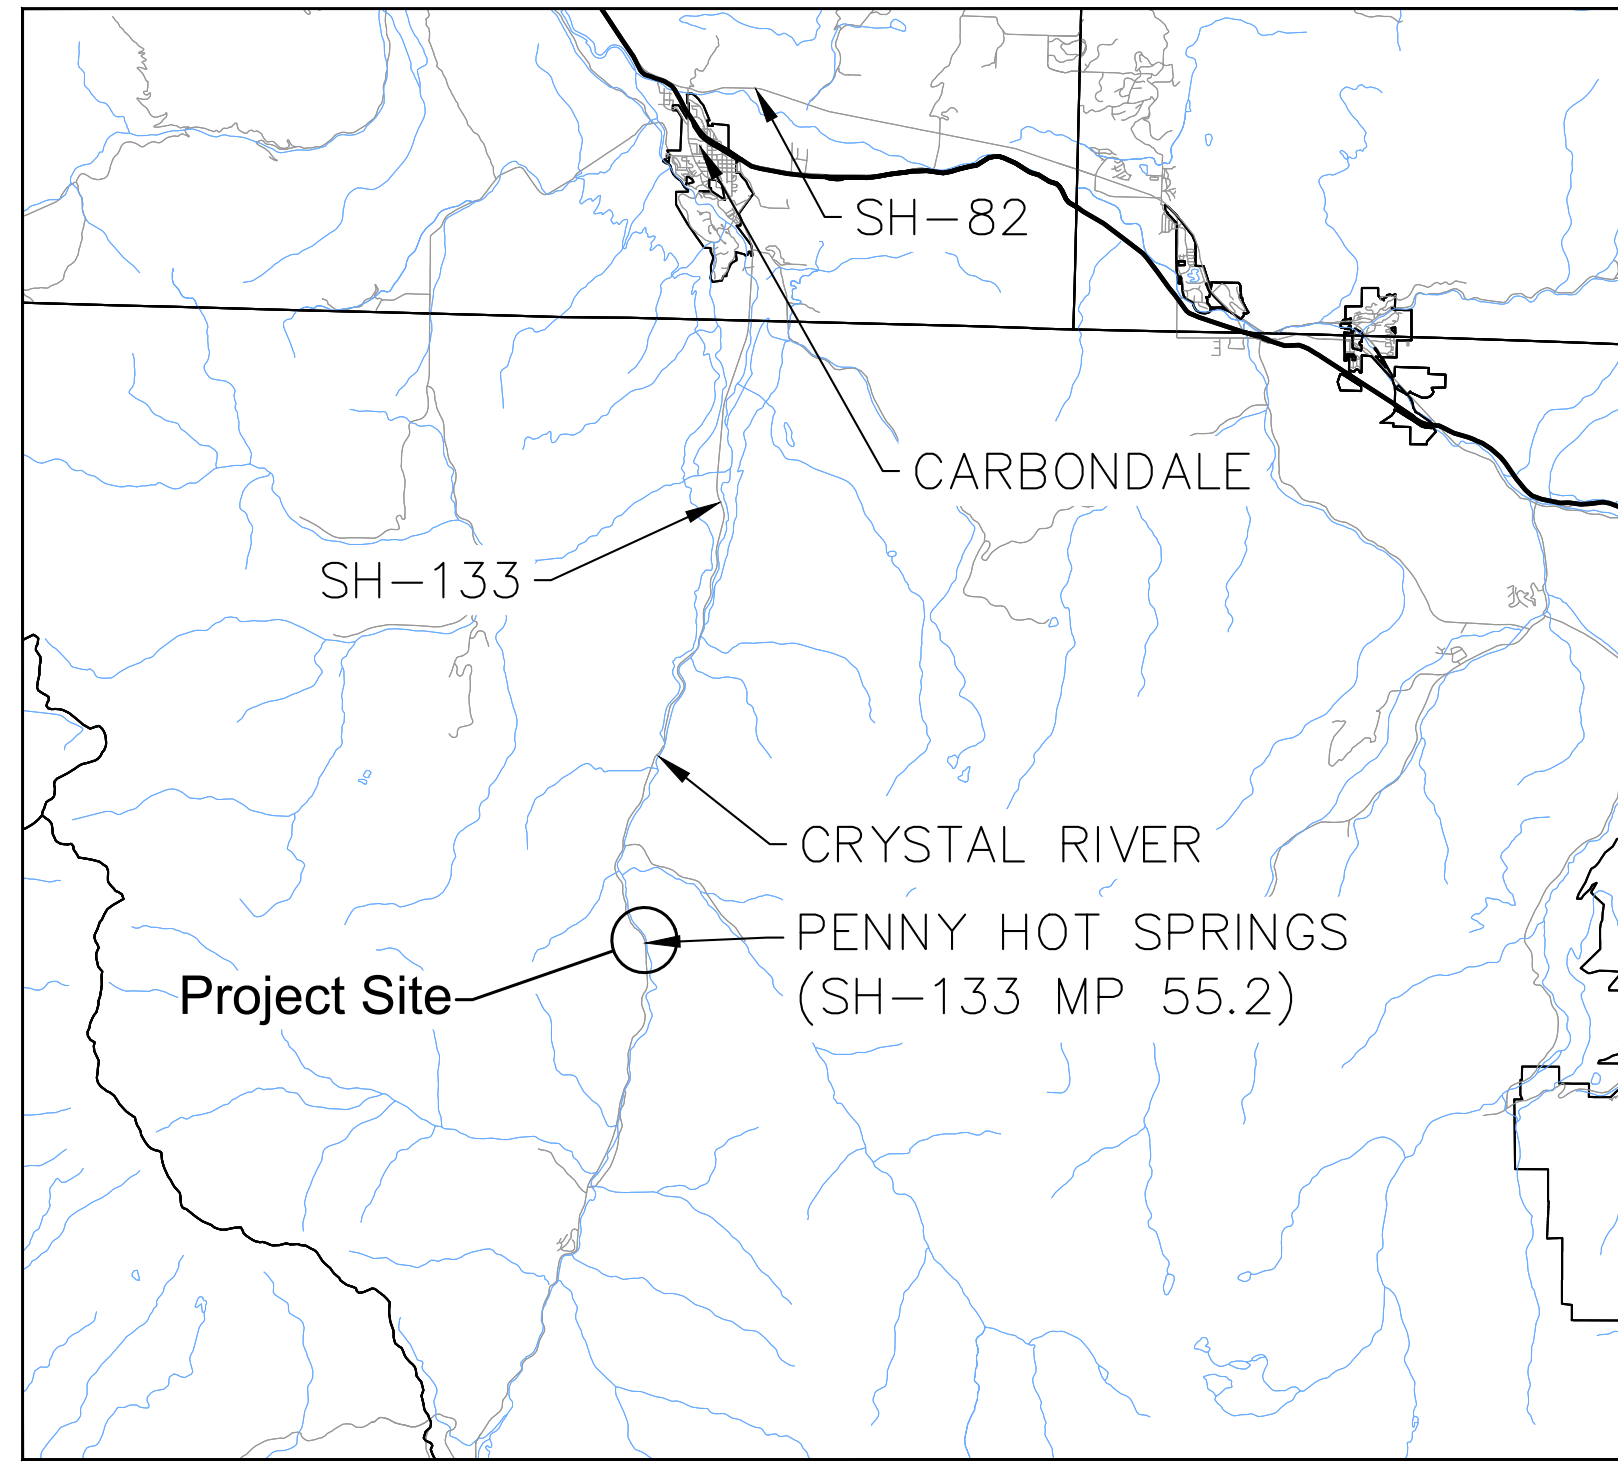 SH-82
CARBONDALE
SH-133
CRYSTAL RIVER
PENNY HOT SPRINGS
(SH-133 MP 55.2)
Project Site